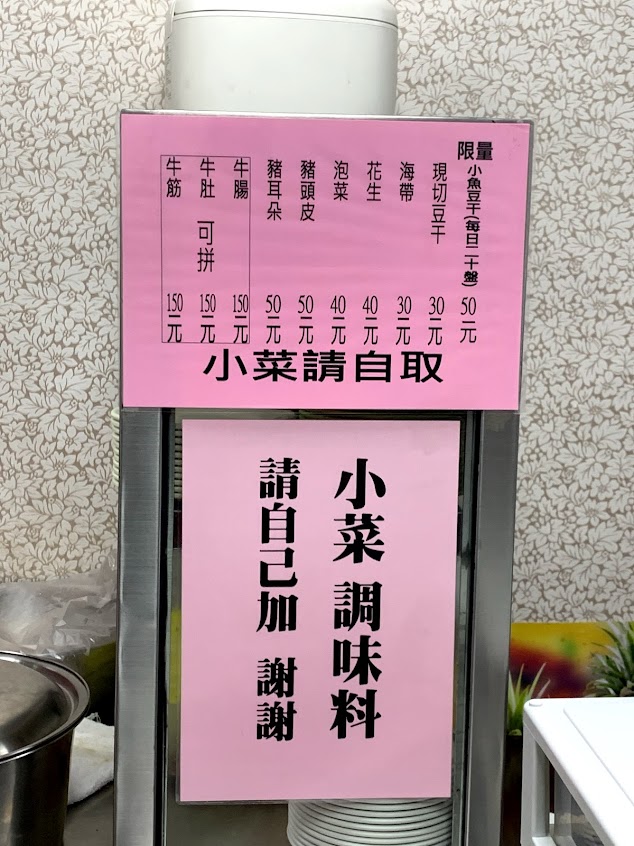 限量
小魚豆干(每日二十盤) 50元
現切豆干 30元
海帶 30元
花生 40元
泡菜 40元
豬頭皮 50元
豬耳朵 50元
牛腸 150元
牛肚 可拼 150元
牛筋 150元
小菜請自取
小菜 調味料
請自己加 謝謝